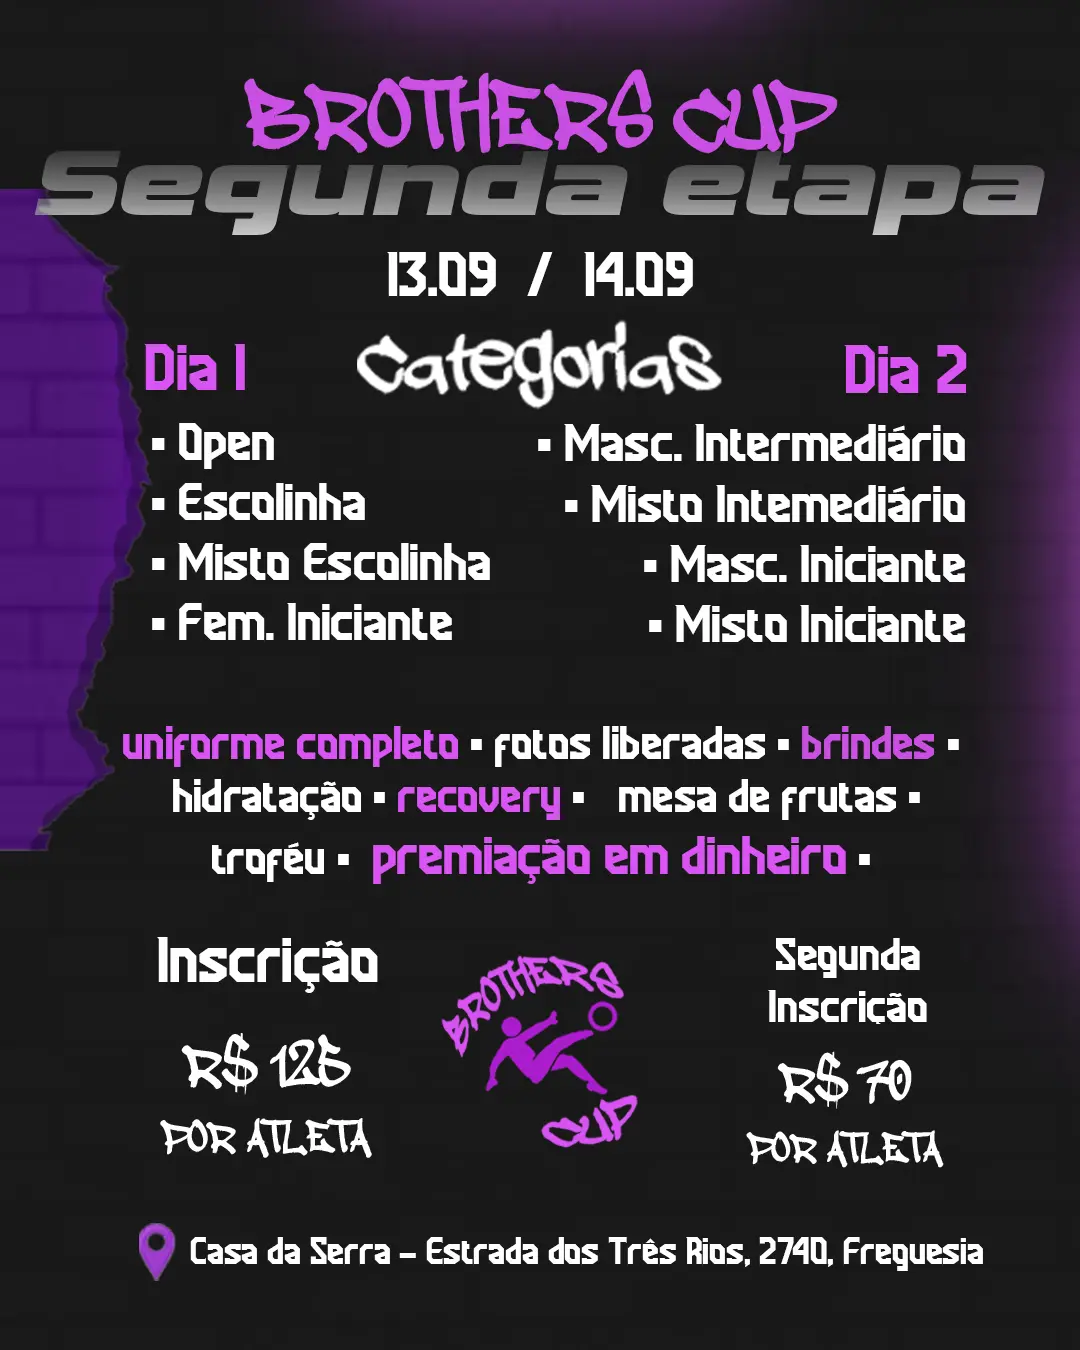 BROTHERS CUP
Segunda etapa
13.09 / 14.09
Categorias
Dia 1
▪ Open
▪ Escolinha
▪ Misto Escolinha
▪ Fem. Iniciante
Dia 2
▪ Masc. Intermediário
▪ Misto Intemediário
▪ Masc. Iniciante
▪ Misto Iniciante
uniforme completo ▪ fotos liberadas ▪ brindes ▪
hidratação ▪ recovery ▪ mesa de frutas ▪
troféu ▪ premiação em dinheiro ▪
Inscrição
R$ 125
POR ATLETA
BROTHERS
CUP
Segunda
Inscrição
R$ 70
POR ATLETA
Casa da Serra - Estrada dos Três Rios, 2740, Freguesia